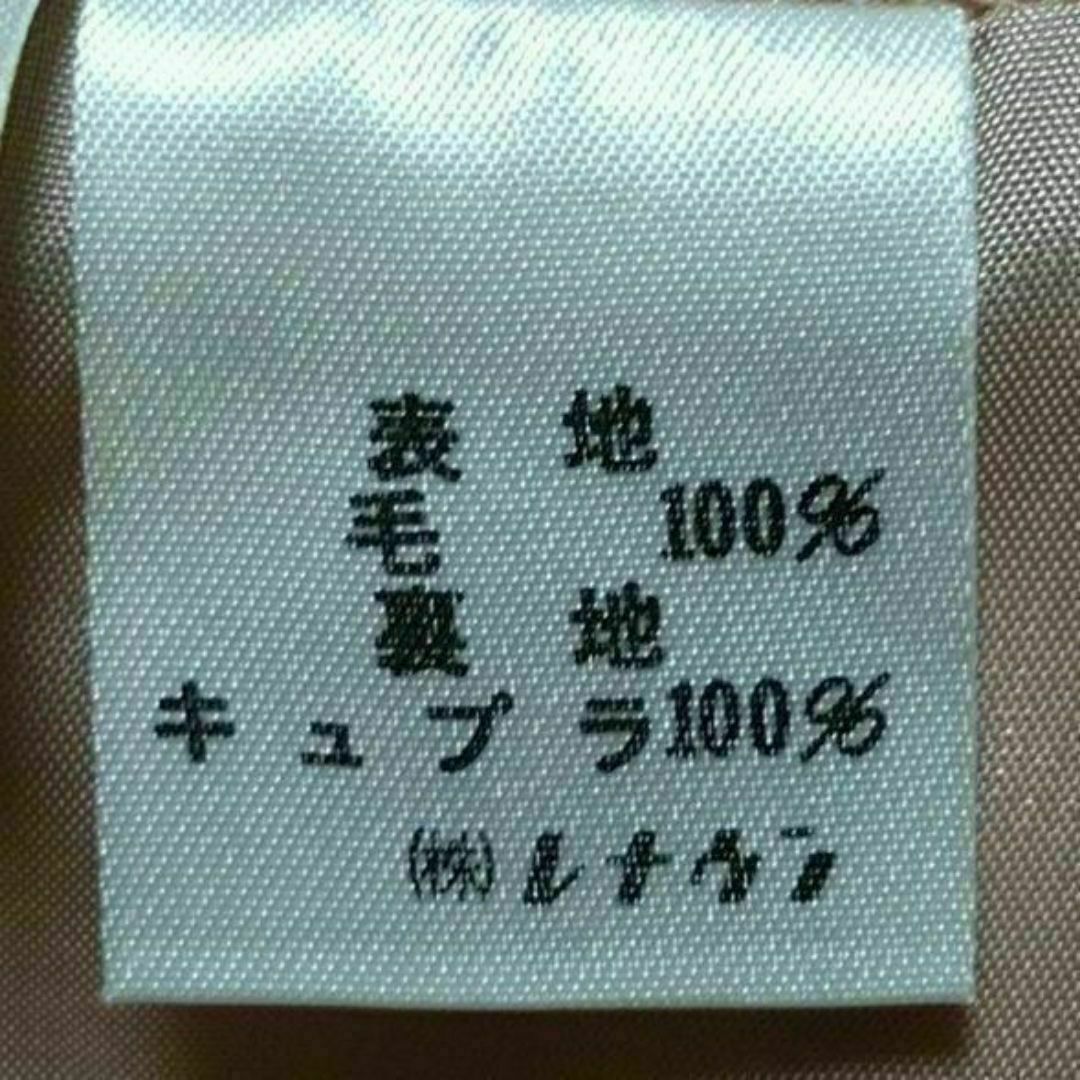 表 地
毛 100%
裏 地
キュプラ100%
㈱レナウン